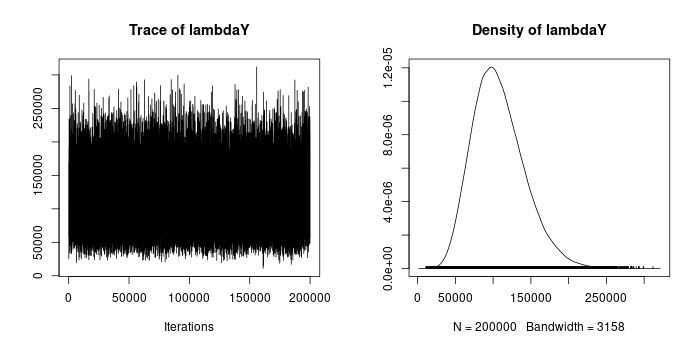 Trace of lambdaY
250000
150000
50000
0
0
50000
100000
150000
200000
Iterations
Density of lambdaY
1.2e-05
8.0e-06
4.0e-06
0.0e+00
0
50000
150000
250000
N = 200000 Bandwidth = 3158